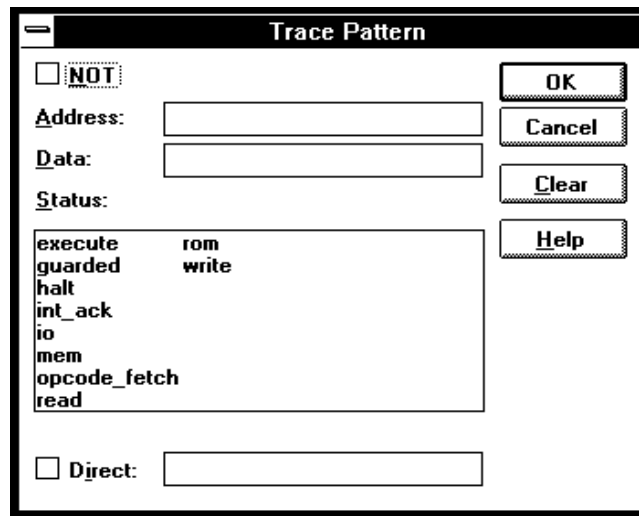 Trace Pattern
NOT
OK
Address:
Cancel
Data:
Clear
Status:
Help
execute rom
guarded write
halt
int_ack
io
mem
opcode_fetch
read
Direct: